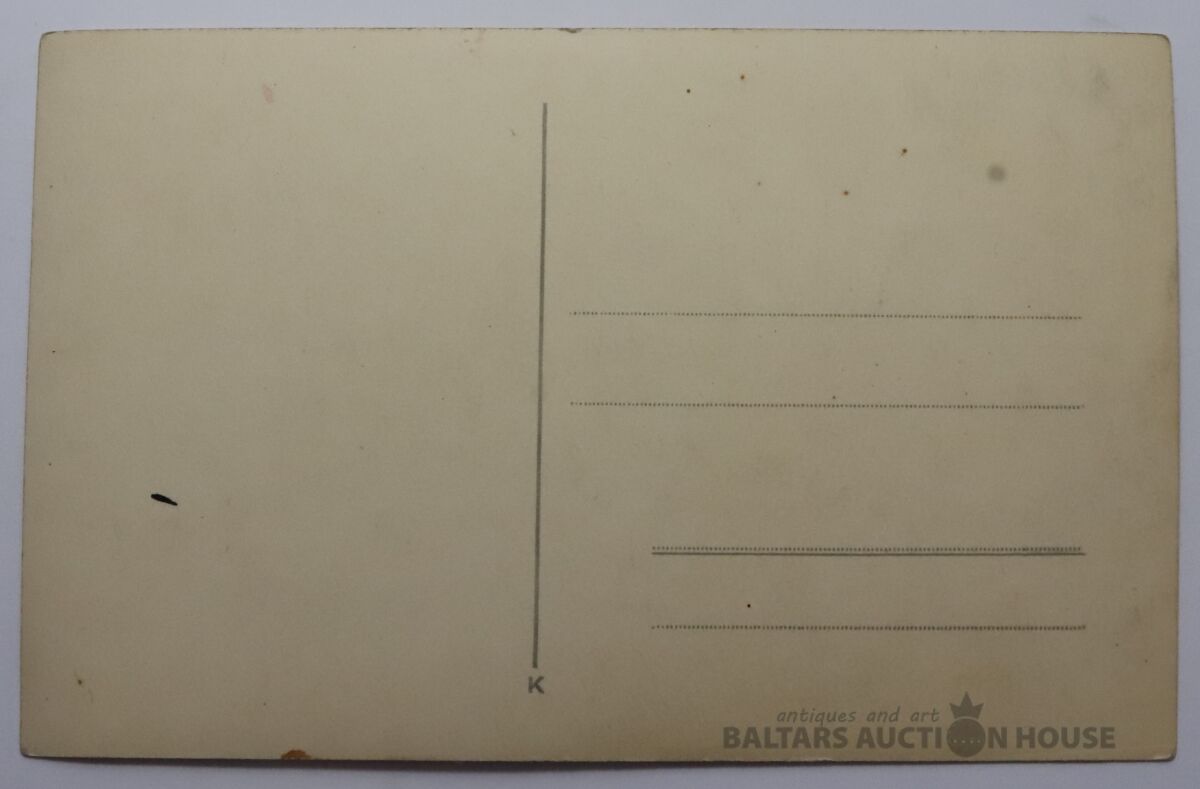 K
antiques and art
BALTARS AUCTION HOUSE